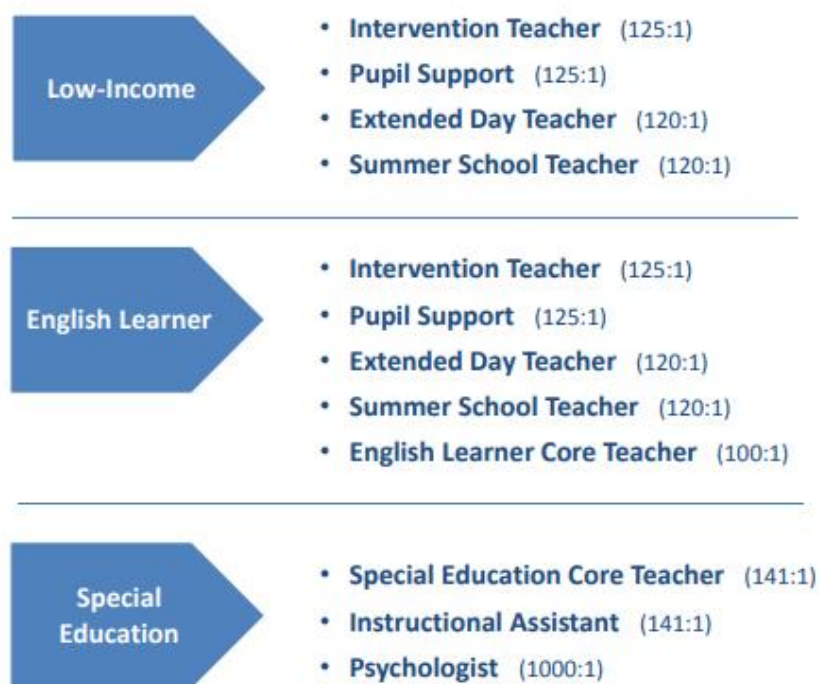 Low-Income
• Intervention Teacher (125:1)
• Pupil Support (125:1)
• Extended Day Teacher (120:1)
• Summer School Teacher (120:1)
English Learner
• Intervention Teacher (125:1)
• Pupil Support (125:1)
• Extended Day Teacher (120:1)
• Summer School Teacher (120:1)
• English Learner Core Teacher (100:1)
Special
Education
• Special Education Core Teacher (141:1)
• Instructional Assistant (141:1)
• Psychologist (1000:1)